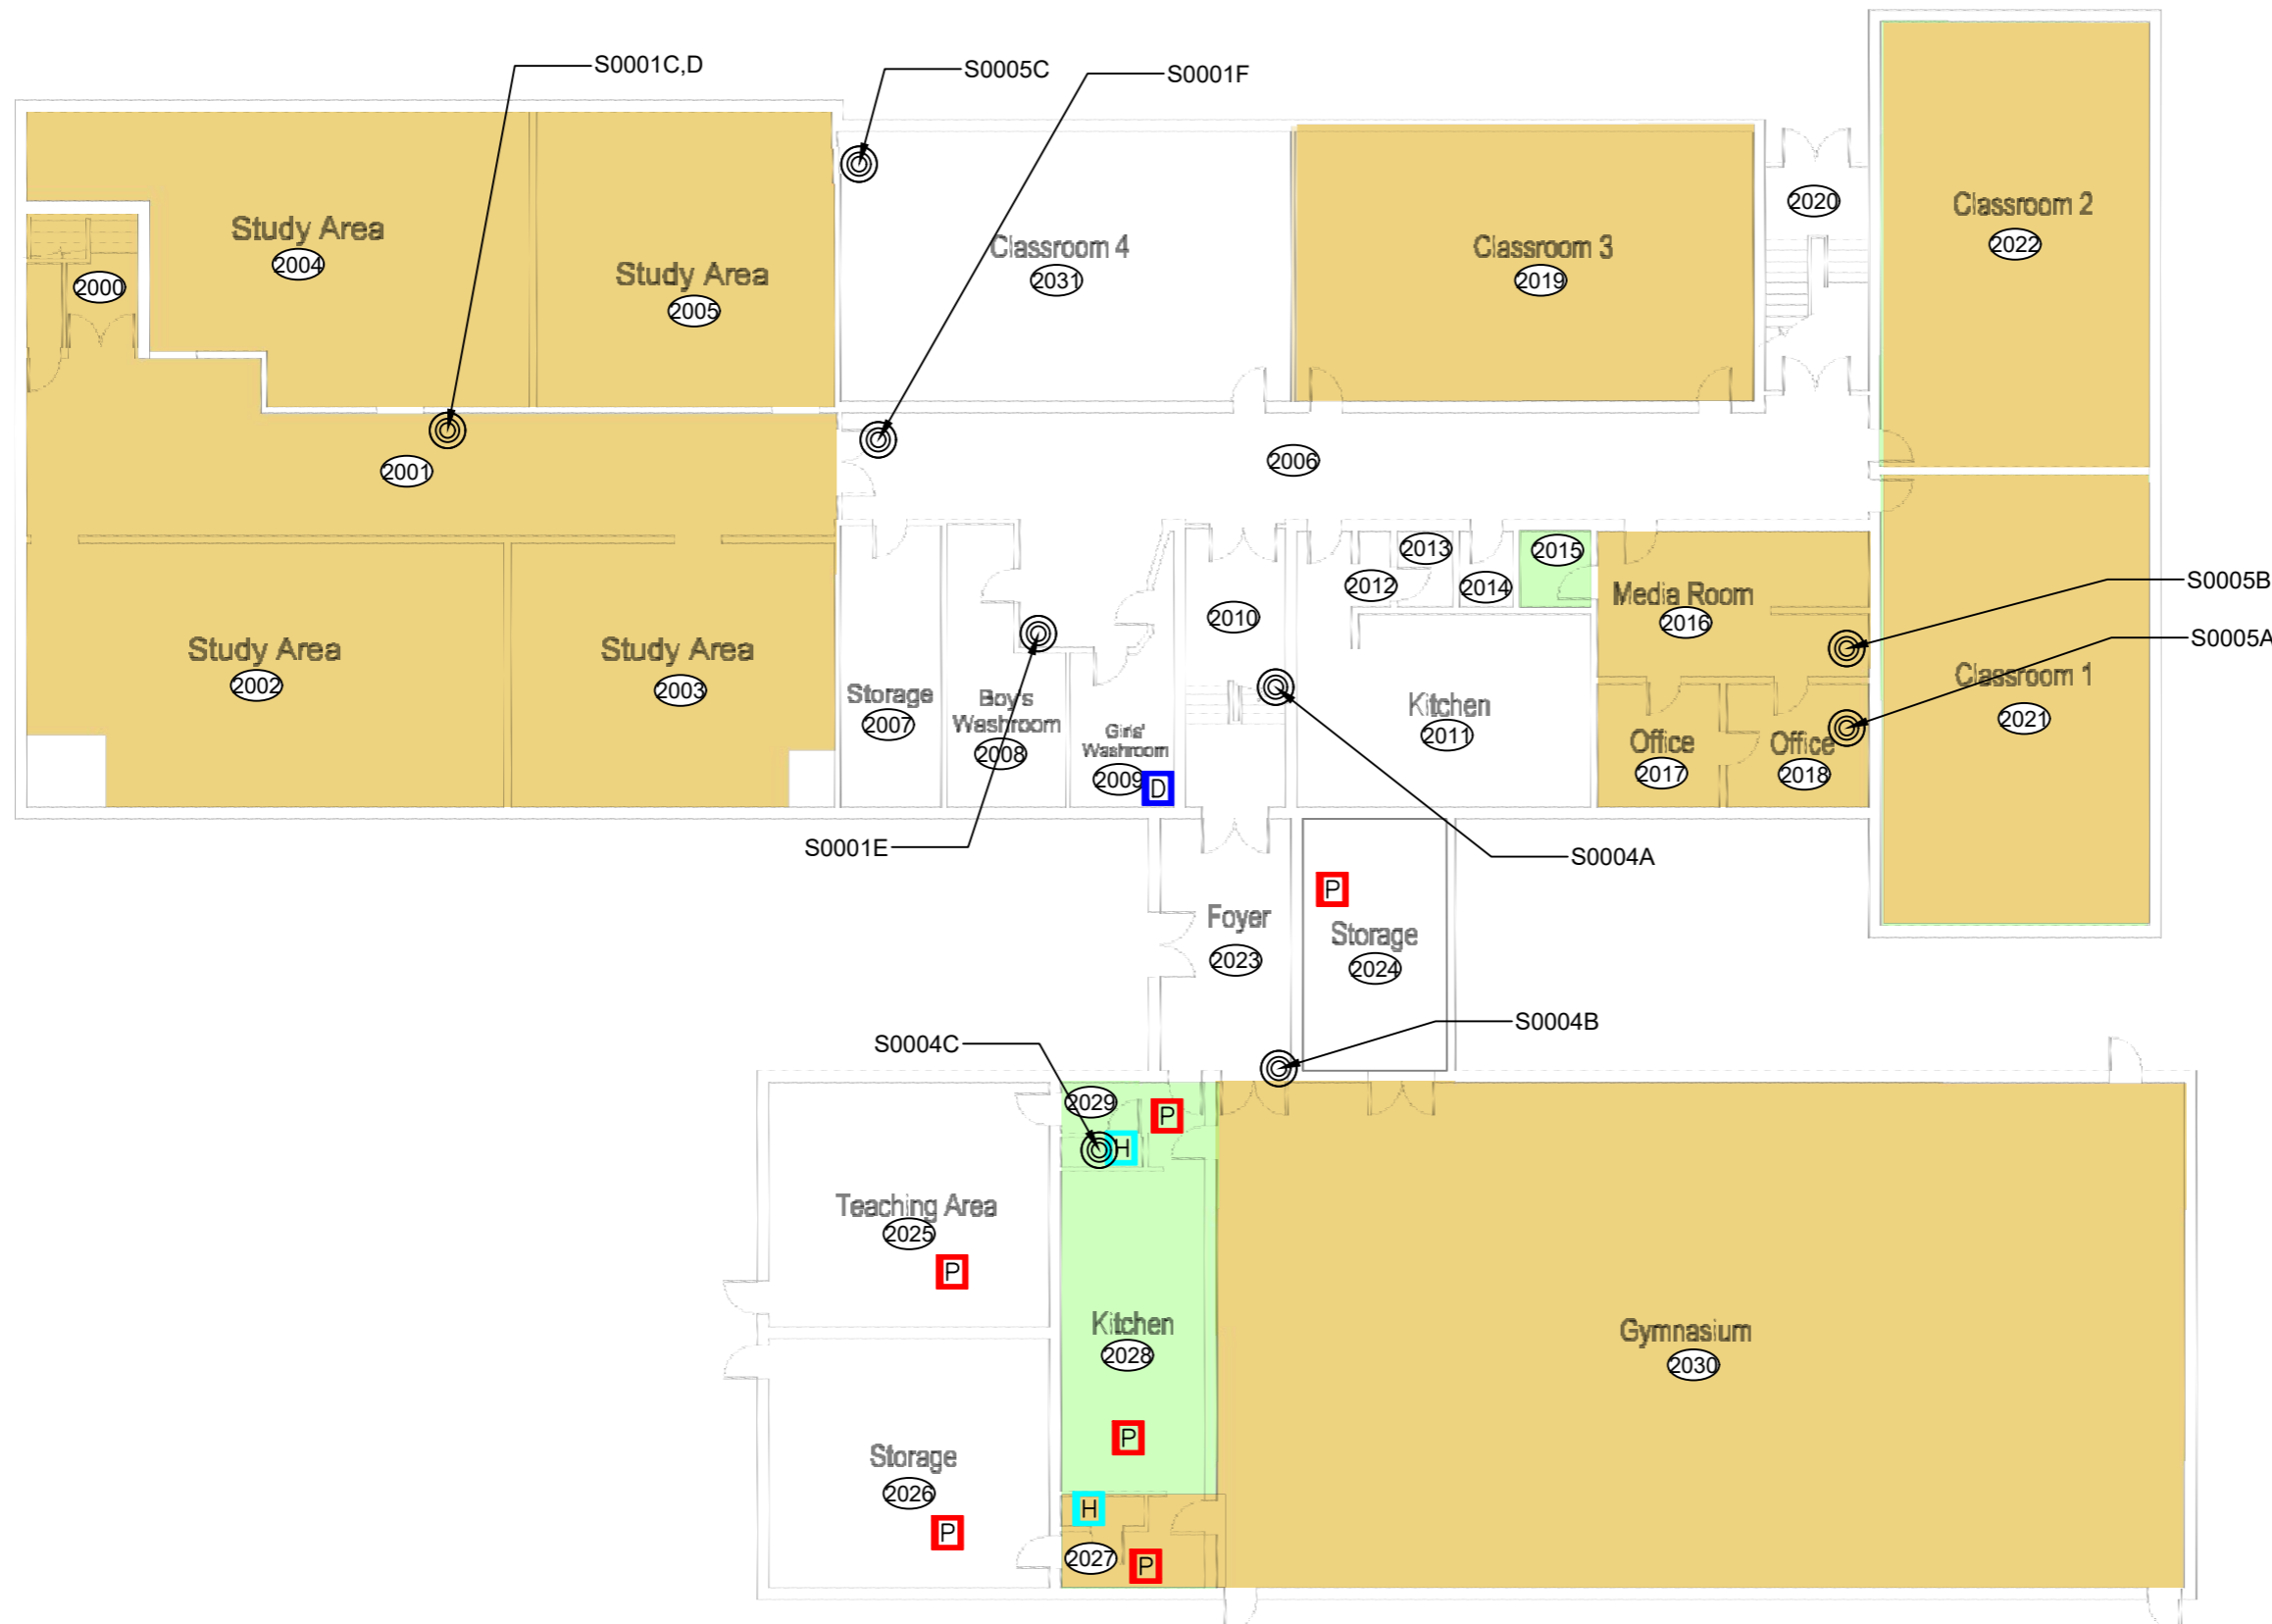 S0001C,D
S0005C
S0001F
2020
Classroom 2
2022
Study Area
2004
Classroom 4
2031
Classroom 3
2019
2000
Study Area
2005
2001
2006
2013
2015
2012
2014
S0005B
Media Room
2016
2010
S0005A
Study Area
2002
Study Area
2003
Storage
2007
Boy's
Washroom
2008
Girls'
Washroom
2009
D
Kitchen
2011
Office
2017
Office
2018
Classroom 1
2021
S0001E
S0004A
P
Foyer
2023
Storage
2024
S0004B
S0004C
2029
P
H
Teaching Area
2025
P
Kitchen
2028
Gymnasium
2030
P
Storage
2026
P
H
2027
P